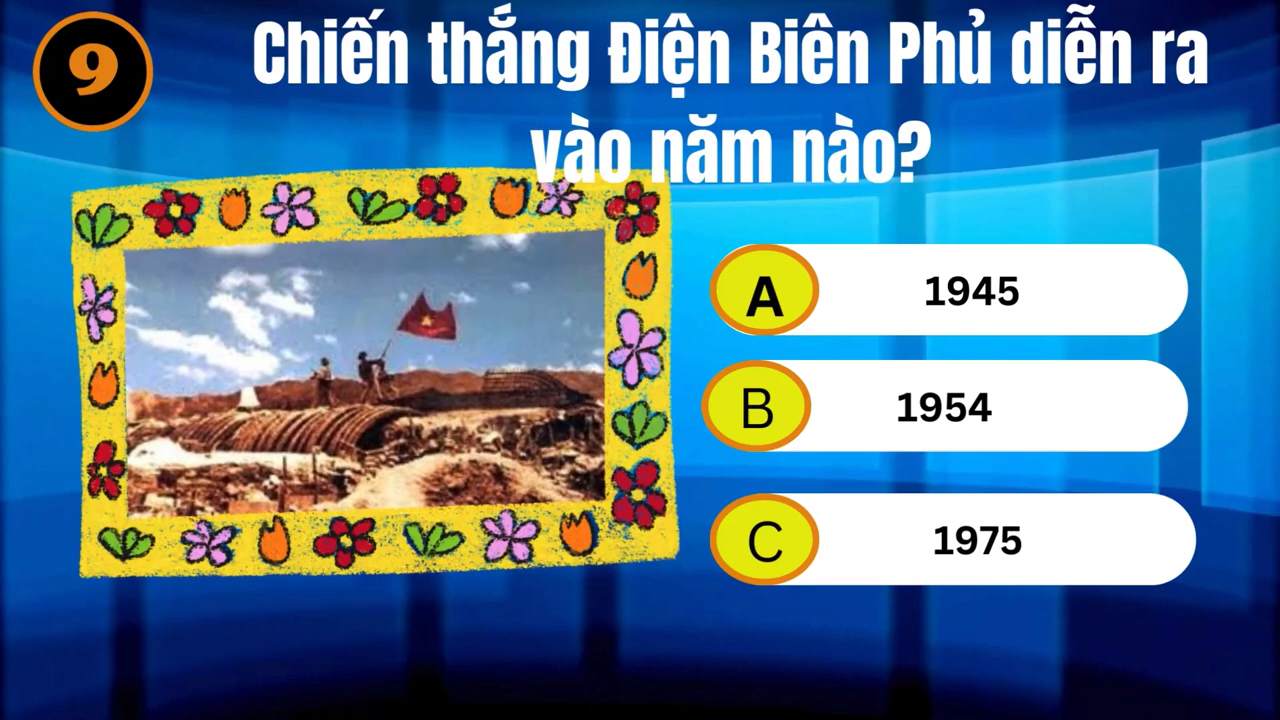 9
Chiến thắng Điện Biên Phủ diễn ra
vào năm nào?
A 1945
B 1954
C 1975